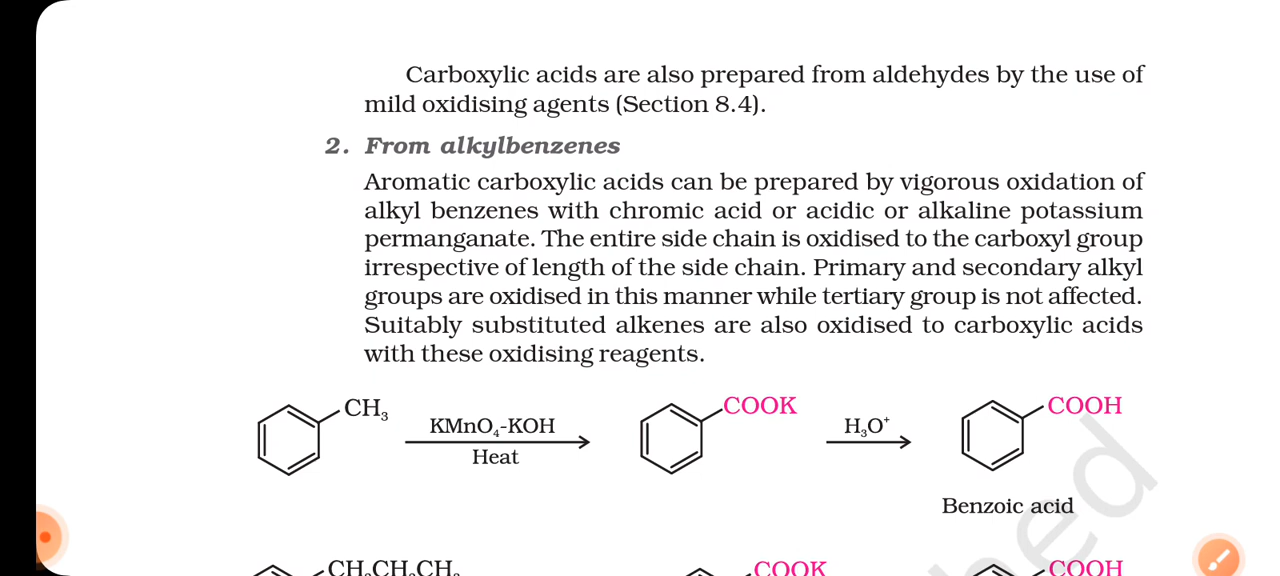 Carboxylic acids are also prepared from aldehydes by the use of
mild oxidising agents (Section 8.4).
2. From alkylbenzenes
Aromatic carboxylic acids can be prepared by vigorous oxidation of
alkyl benzenes with chromic acid or acidic or alkaline potassium
permanganate. The entire side chain is oxidised to the carboxyl group
irrespective of length of the side chain. Primary and secondary alkyl
groups are oxidised in this manner while tertiary group is not affected.
Suitably substituted alkenes are also oxidised to carboxylic acids
with these oxidising reagents.
CH₃ KMnO₄-KOH COOK H₃O⁺ COOH
Heat
Benzoic acid
hed
CH₂CH₂CH₃ COOK COOH